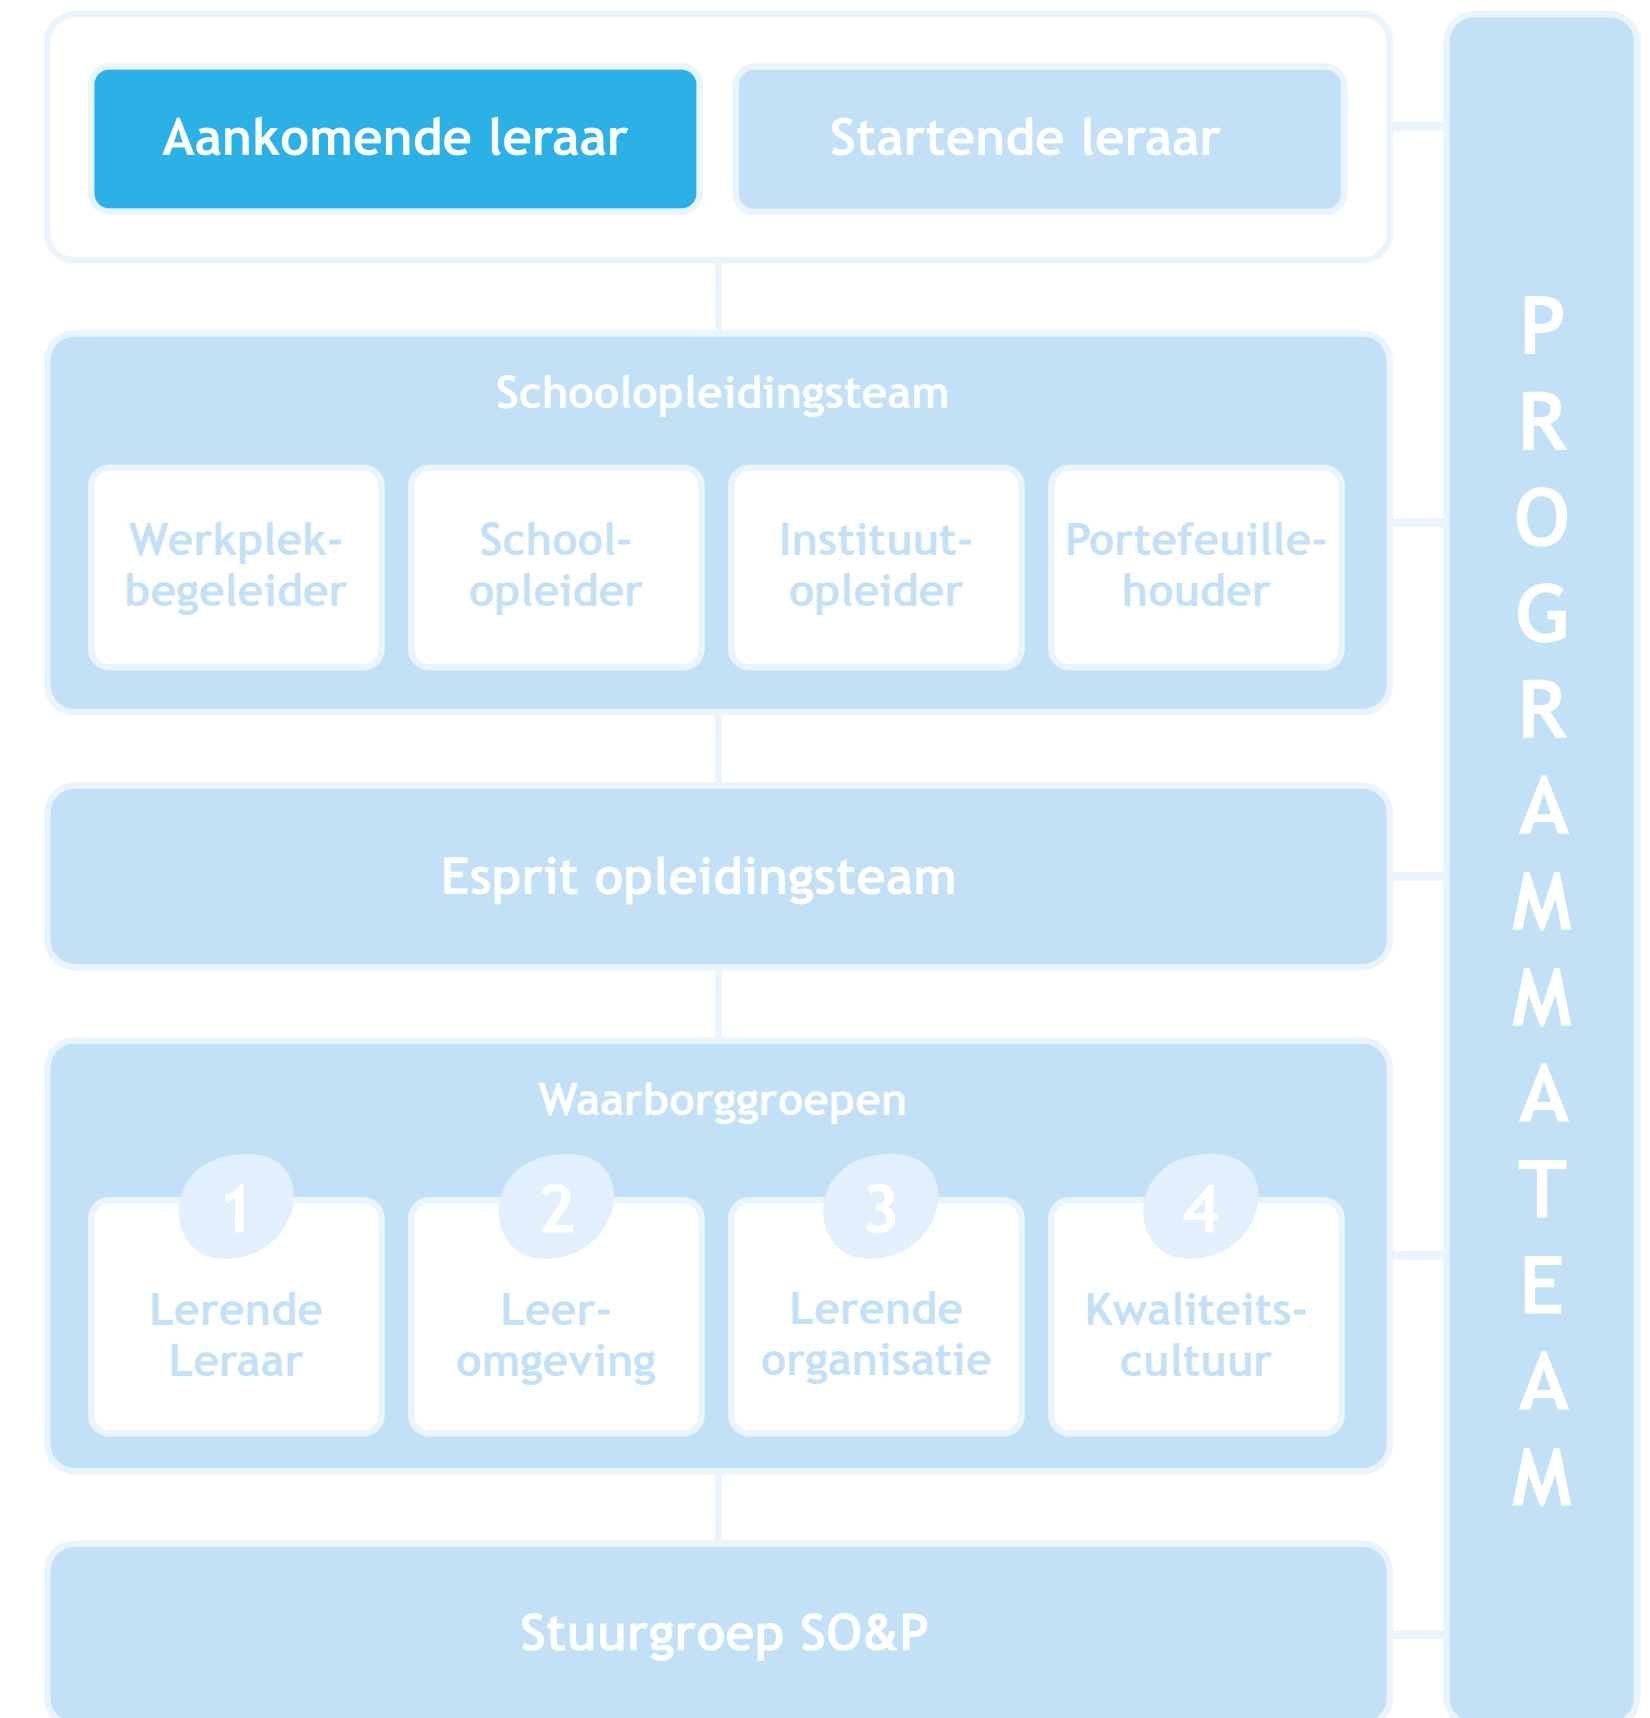 Aankomende leraar
Startende leraar
Schoolopleidingsteam
Werkplek-
begeleider
School-
opleider
Instituut-
opleider
Portefeuille-
houder
Esprit opleidingsteam
Waarborggroepen
1
Lerende
Leraar
2
Leer-
omgeving
3
Lerende
organisatie
4
Kwaliteits-
cultuur
Stuurgroep SO&P
P
R
O
G
R
A
M
M
A
T
E
A
M